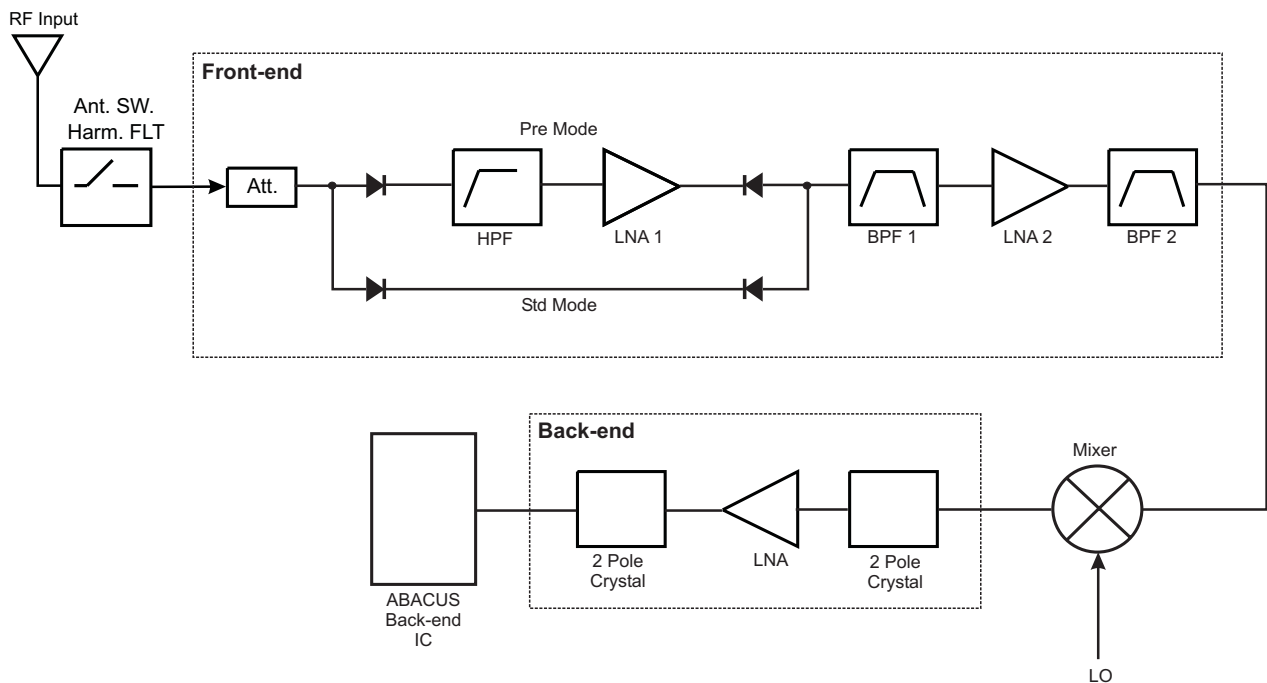 RF Input
Front-end
Ant. SW.
Harm. FLT
Pre Mode
Att.
HPF
LNA 1
BPF 1
LNA 2
BPF 2
Std Mode
Back-end
Mixer
2 Pole
Crystal
LNA
2 Pole
Crystal
ABACUS
Back-end
IC
LO